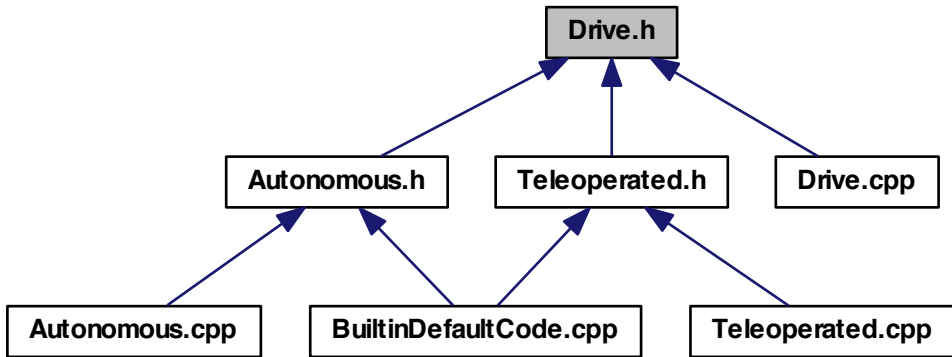 Drive.h
Autonomous.h
Teleoperated.h
Drive.cpp
Autonomous.cpp
BuiltinDefaultCode.cpp
Teleoperated.cpp